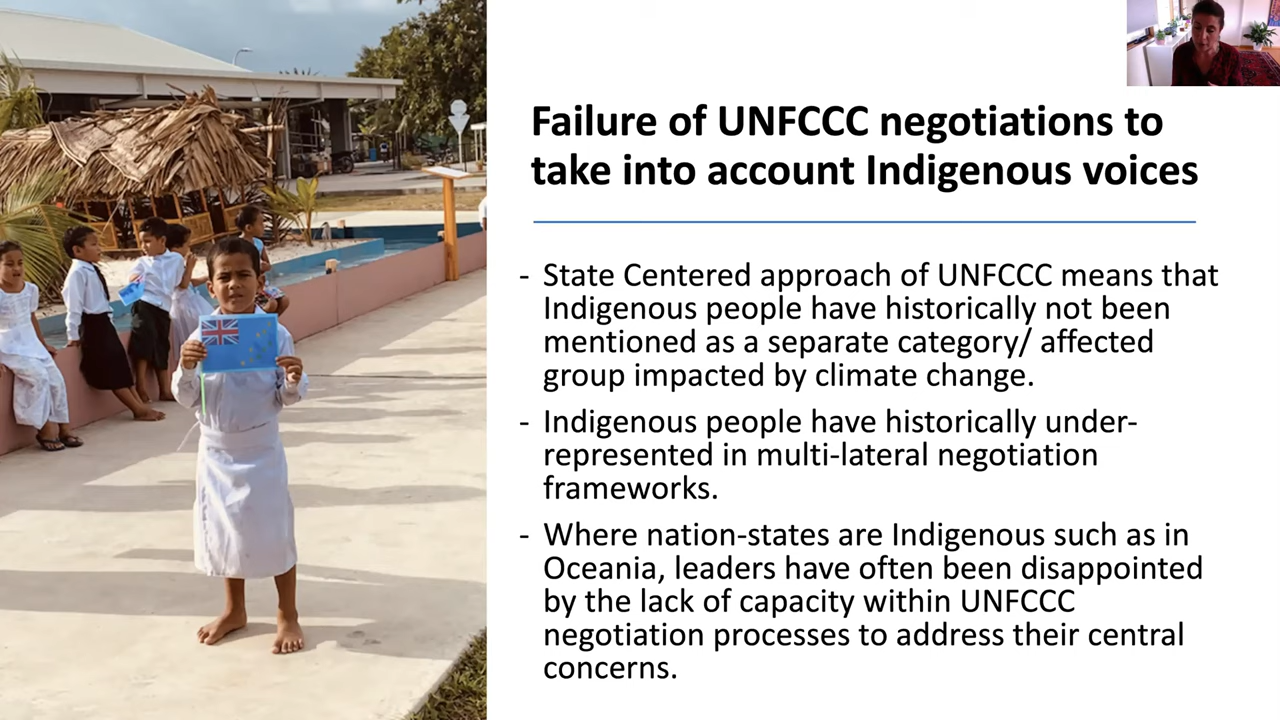 Failure of UNFCCC negotiations to
take into account Indigenous voices
- State Centered approach of UNFCCC means that
Indigenous people have historically not been
mentioned as a separate category/ affected
group impacted by climate change.
- Indigenous people have historically under-
represented in multi-lateral negotiation
frameworks.
- Where nation-states are Indigenous such as in
Oceania, leaders have often been disappointed
by the lack of capacity within UNFCCC
negotiation processes to address their central
concerns.